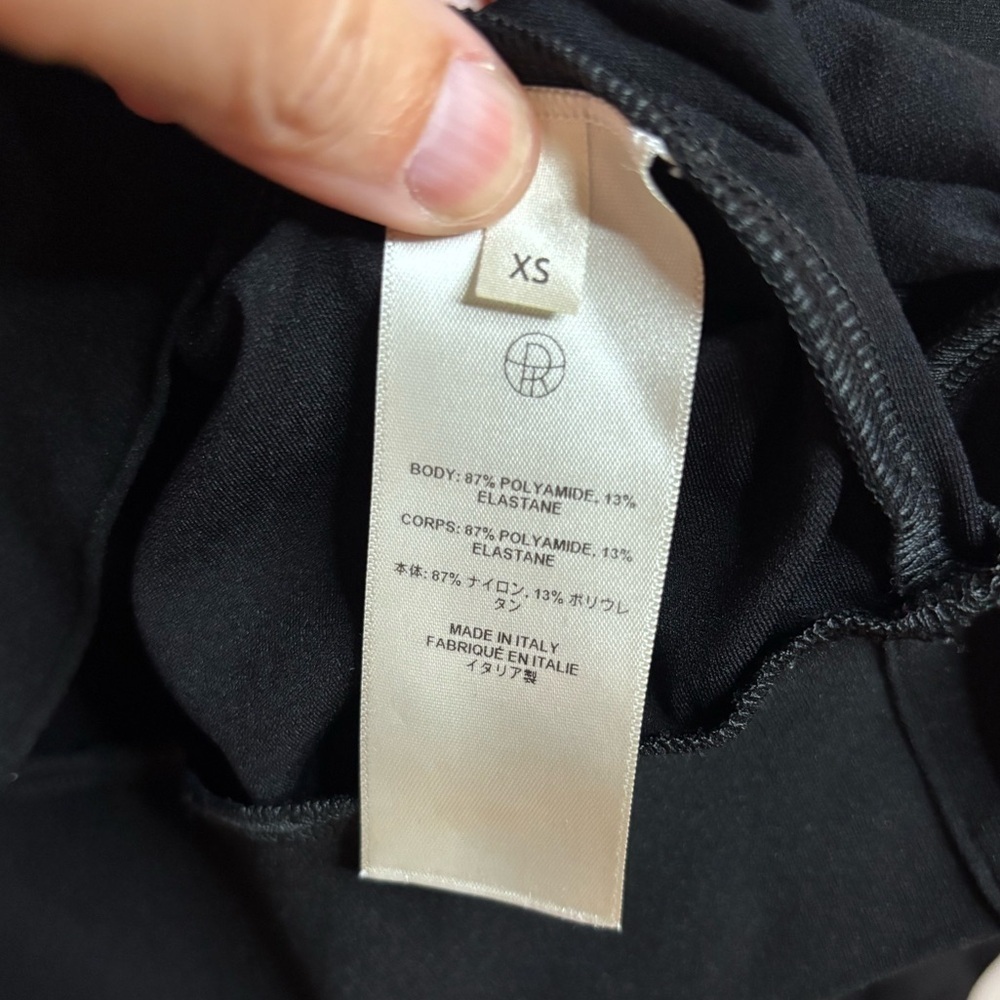 XS
BODY: 87% POLYAMIDE, 13%
ELASTANE
CORPS: 87% POLYAMIDE, 13%
ELASTANE
本体: 87% ナイロン, 13% ポリウレ
タン
MADE IN ITALY
FABRIQUÉ EN ITALIE
イタリア製